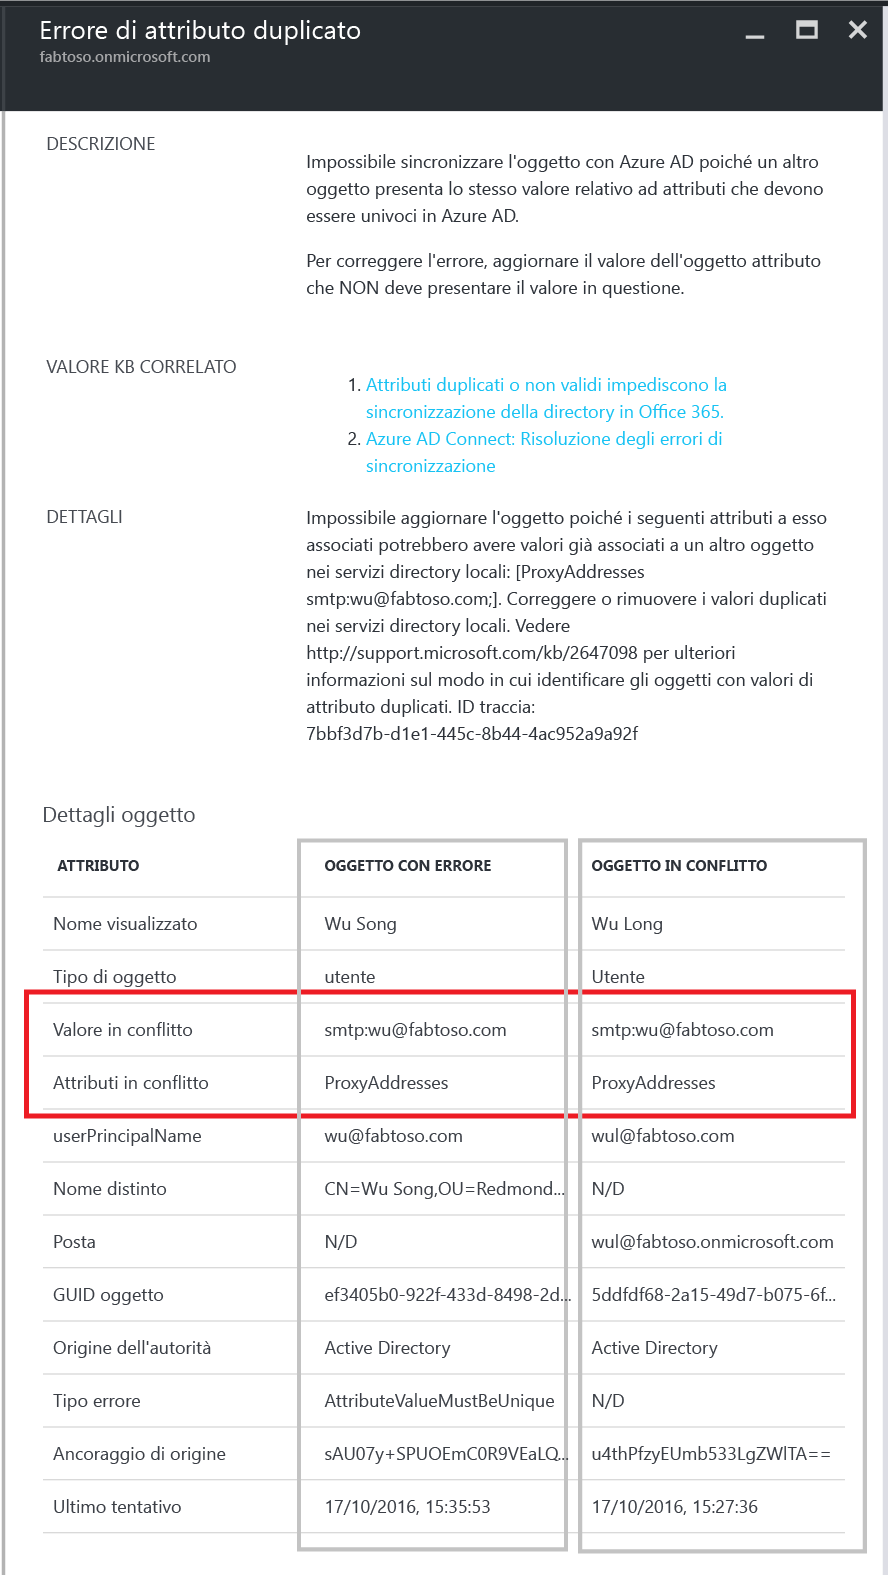 Errore di attributo duplicato
fabtoso.onmicrosoft.com
DESCRIZIONE
Impossibile sincronizzare l'oggetto con Azure AD poiché un altro
oggetto presenta lo stesso valore relativo ad attributi che devono
essere univoci in Azure AD.
Per correggere l'errore, aggiornare il valore dell'oggetto attributo
che NON deve presentare il valore in questione.
VALORE KB CORRELATO
1. Attributi duplicati o non validi impediscono la
sincronizzazione della directory in Office 365.
2. Azure AD Connect: Risoluzione degli errori di
sincronizzazione
DETTAGLI
Impossibile aggiornare l'oggetto poiché i seguenti attributi a esso
associati potrebbero avere valori già associati a un altro oggetto
nei servizi directory locali: [ProxyAddresses
smtp:wu@fabtoso.com;]. Correggere o rimuovere i valori duplicati
nei servizi directory locali. Vedere
http://support.microsoft.com/kb/2647098 per ulteriori
informazioni sul modo in cui identificare gli oggetti con valori di
attributo duplicati. ID traccia:
7bbf3d7b-d1e1-445c-8b44-4ac952a9a92f
Dettagli oggetto
ATTRIBUTO OGGETTO CON ERRORE OGGETTO IN CONFLITTO
Nome visualizzato Wu Song Wu Long
Tipo di oggetto utente Utente
Valore in conflitto smtp:wu@fabtoso.com smtp:wu@fabtoso.com
Attributi in conflitto ProxyAddresses ProxyAddresses
userPrincipalName wu@fabtoso.com wul@fabtoso.com
Nome distinto CN=Wu Song,OU=Redmond... N/D
Posta N/D wul@fabtoso.onmicrosoft.com
GUID oggetto ef3405b0-922f-433d-8498-2d... 5ddfdf68-2a15-49d7-b075-6f...
Origine dell'autorità Active Directory Active Directory
Tipo errore AttributeValueMustBeUnique N/D
Ancoraggio di origine sAU07y+SPUOEmC0R9VEaLQ... u4thPfzyEUmb533LgZWlTA==
Ultimo tentativo 17/10/2016, 15:35:53 17/10/2016, 15:27:36